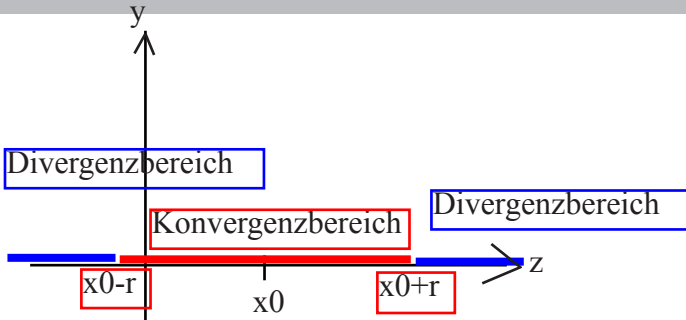 y
Divergenzbereich
Konvergenzbereich
Divergenzbereich
z
x0-r
x0
x0+r